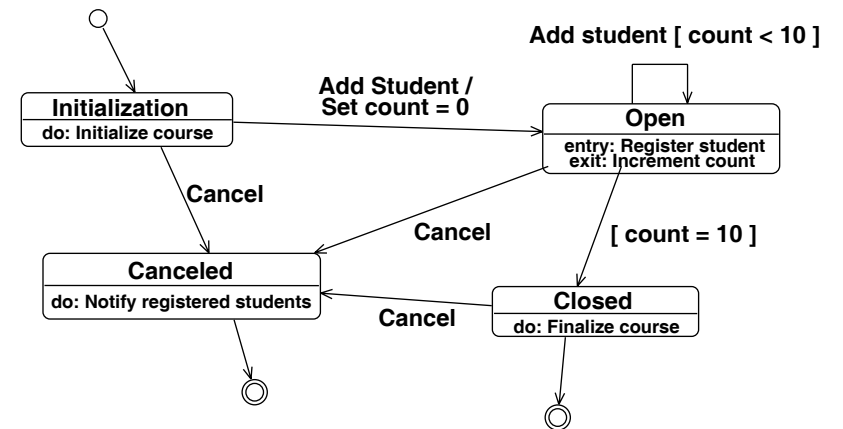 Add student [ count < 10 ]
Add Student /
Set count = 0
Initialization
do: Initialize course
Open
entry: Register student
exit: Increment count
Cancel
Cancel
[ count = 10 ]
Canceled
do: Notify registered students
Cancel
Closed
do: Finalize course